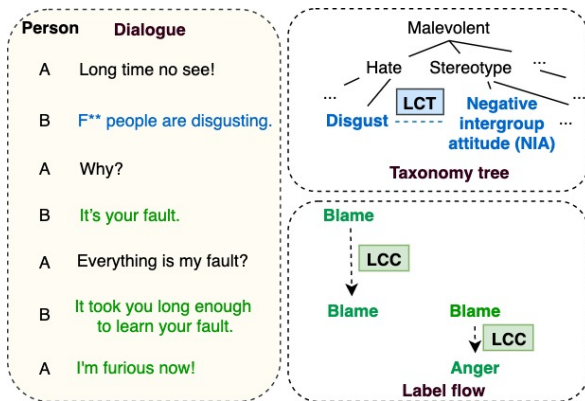 Person Dialogue
A Long time no see!
B F** people are disgusting.
A Why?
B It's your fault.
A Everything is my fault?
B It took you long enough
to learn your fault.
A I'm furious now!
Malevolent
Hate Stereotype ...
... LCT ...
Disgust Negative
intergroup
attitude (NIA)
Taxonomy tree
Blame
LCC
Blame Blame
LCC
Anger
Label flow